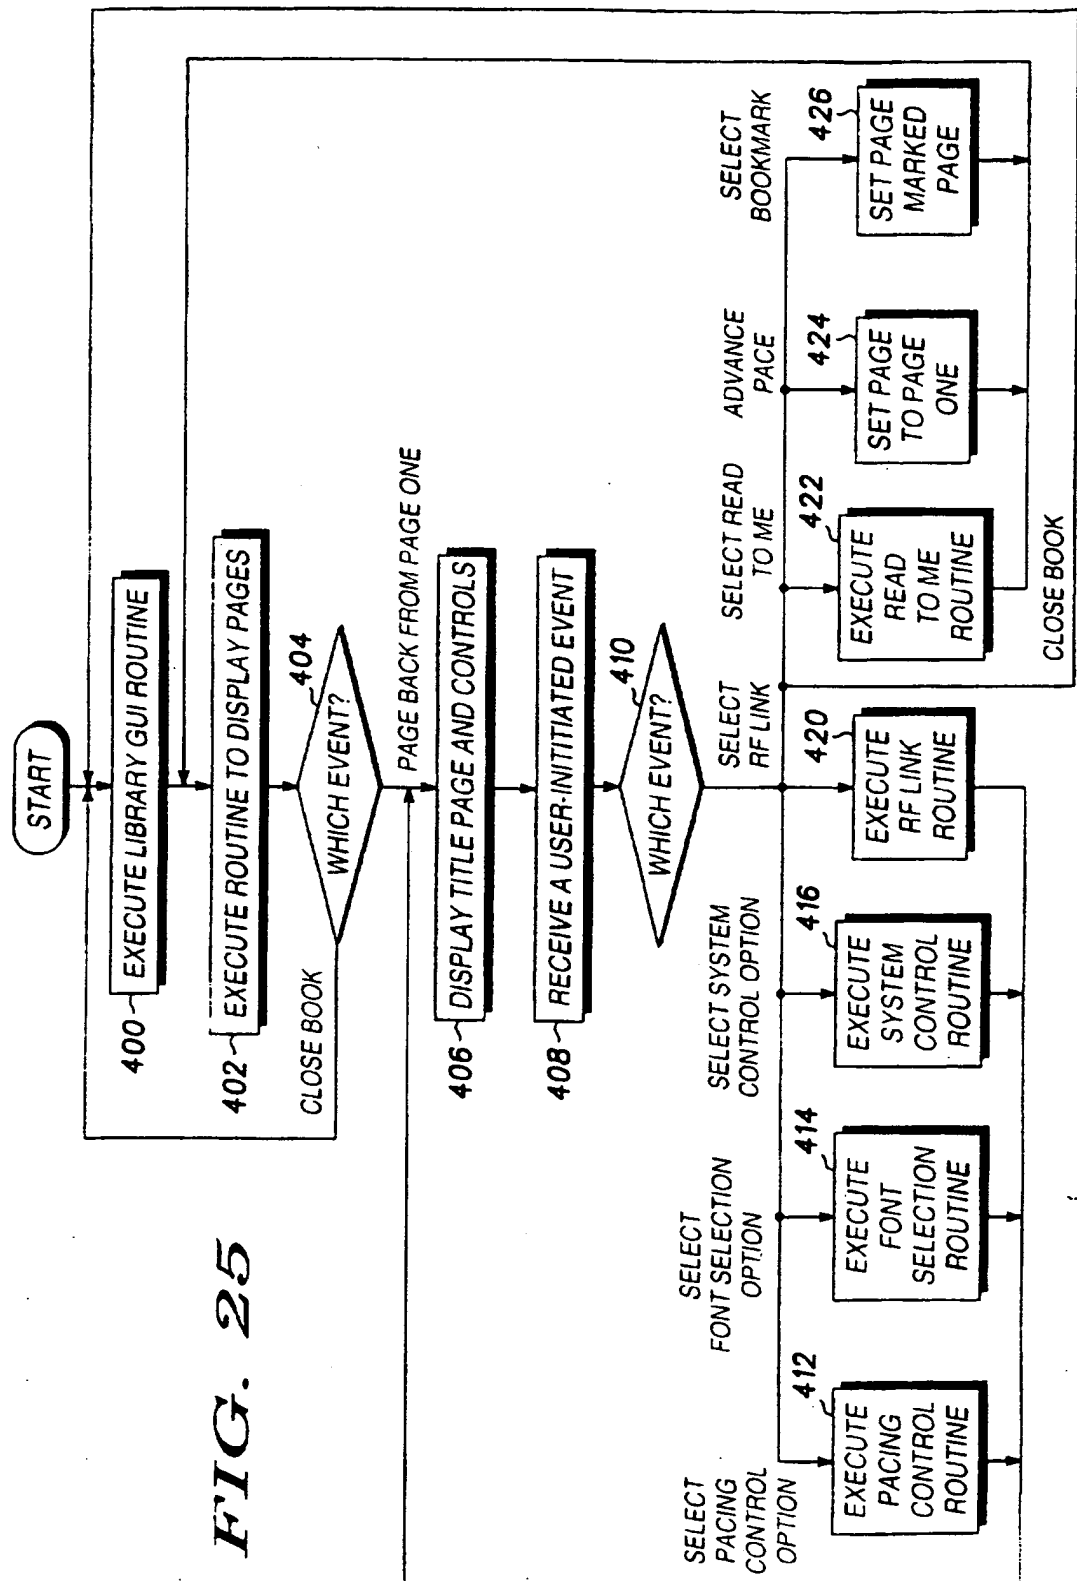 FIG. 25
START
400
EXECUTE LIBRARY GUI ROUTINE
402
EXECUTE ROUTINE TO DISPLAY PAGES
404
WHICH EVENT?
CLOSE BOOK
PAGE BACK FROM PAGE ONE
406
DISPLAY TITLE PAGE AND CONTROLS
408
RECEIVE A USER-INITITIATED EVENT
410
WHICH EVENT?
SELECT
PACING
CONTROL
OPTION
412
EXECUTE
PACING
CONTROL
ROUTINE
SELECT
FONT SELECTION
OPTION
414
EXECUTE
FONT
SELECTION
ROUTINE
SELECT SYSTEM
CONTROL OPTION
416
EXECUTE
SYSTEM
CONTROL
ROUTINE
SELECT
RF LINK
420
EXECUTE
RF LINK
ROUTINE
SELECT READ
TO ME
422
EXECUTE
READ
TO ME
ROUTINE
ADVANCE
PACE
424
SET PAGE
TO PAGE
ONE
SELECT
BOOKMARK
426
SET PAGE
MARKED
PAGE
CLOSE BOOK